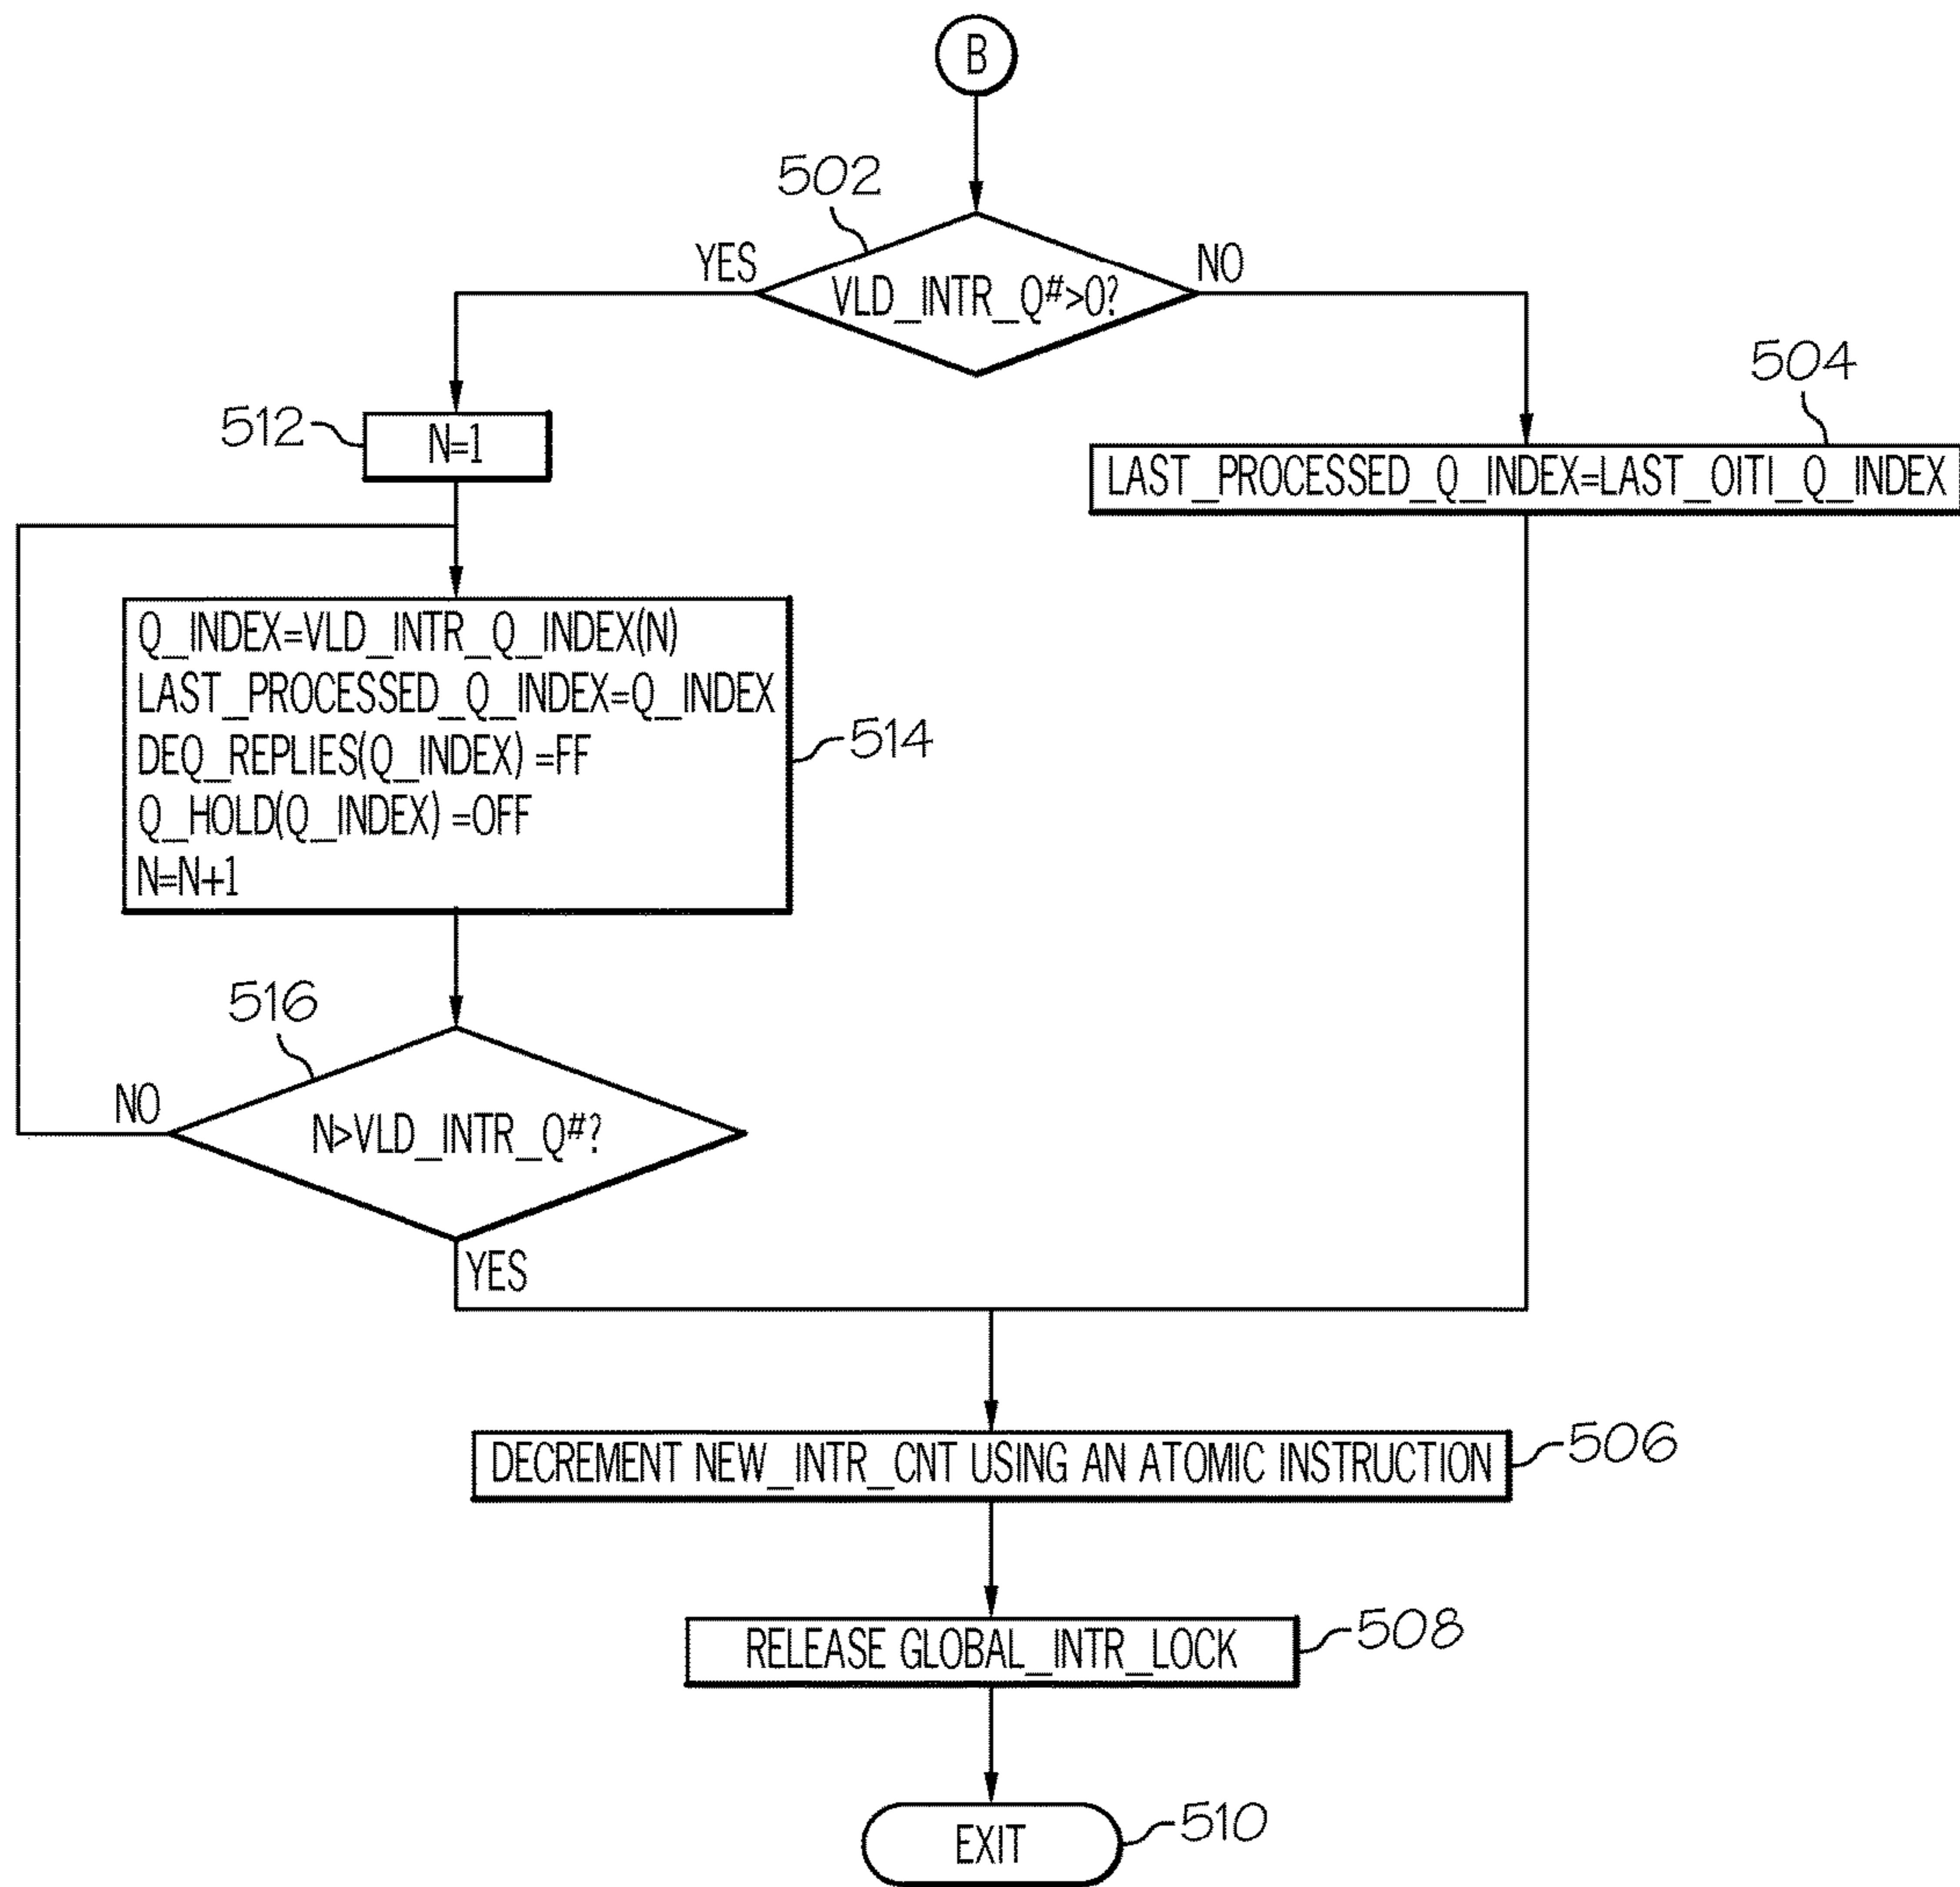 B
502
YES
VLD_INTR_Q#>0?
NO
504
512
N=1
LAST_PROCESSED_Q_INDEX=LAST_OITI_Q_INDEX
Q_INDEX=VLD_INTR_Q_INDEX(N)
LAST_PROCESSED_Q_INDEX=Q_INDEX
DEQ_REPLIES(Q_INDEX) =FF
Q_HOLD(Q_INDEX) =OFF
N=N+1
514
516
NO
N>VLD_INTR_Q#?
YES
DECREMENT NEW_INTR_CNT USING AN ATOMIC INSTRUCTION
506
RELEASE GLOBAL_INTR_LOCK
508
EXIT
510